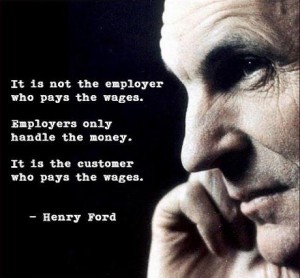 It is not the employer
who pays the wages.
Employers only
handle the money.
It is the customer
who pays the wages.
– Henry Ford